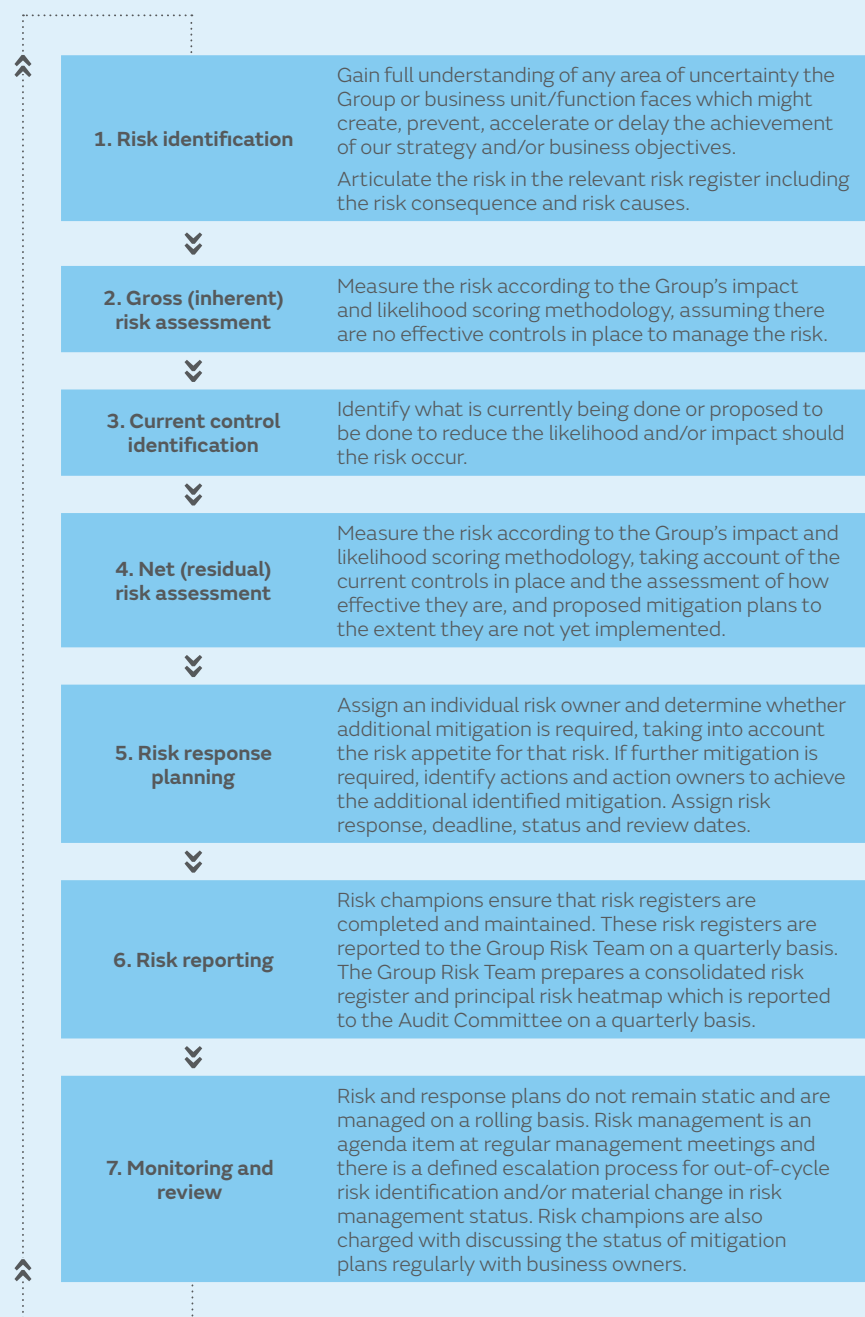 1. Risk identification
Gain full understanding of any area of uncertainty the
Group or business unit/function faces which might
create, prevent, accelerate or delay the achievement
of our strategy and/or business objectives.
Articulate the risk in the relevant risk register including
the risk consequence and risk causes.
2. Gross (inherent)
risk assessment
Measure the risk according to the Group’s impact
and likelihood scoring methodology, assuming there
are no effective controls in place to manage the risk.
3. Current control
identification
Identify what is currently being done or proposed to
be done to reduce the likelihood and/or impact should
the risk occur.
4. Net (residual)
risk assessment
Measure the risk according to the Group’s impact and
likelihood scoring methodology, taking account of the
current controls in place and the assessment of how
effective they are, and proposed mitigation plans to
the extent they are not yet implemented.
5. Risk response
planning
Assign an individual risk owner and determine whether
additional mitigation is required, taking into account
the risk appetite for that risk. If further mitigation is
required, identify actions and action owners to achieve
the additional identified mitigation. Assign risk
response, deadline, status and review dates.
6. Risk reporting
Risk champions ensure that risk registers are
completed and maintained. These risk registers are
reported to the Group Risk Team on a quarterly basis.
The Group Risk Team prepares a consolidated risk
register and principal risk heatmap which is reported
to the Audit Committee on a quarterly basis.
7. Monitoring and
review
Risk and response plans do not remain static and are
managed on a rolling basis. Risk management is an
agenda item at regular management meetings and
there is a defined escalation process for out-of-cycle
risk identification and/or material change in risk
management status. Risk champions are also
charged with discussing the status of mitigation
plans regularly with business owners.